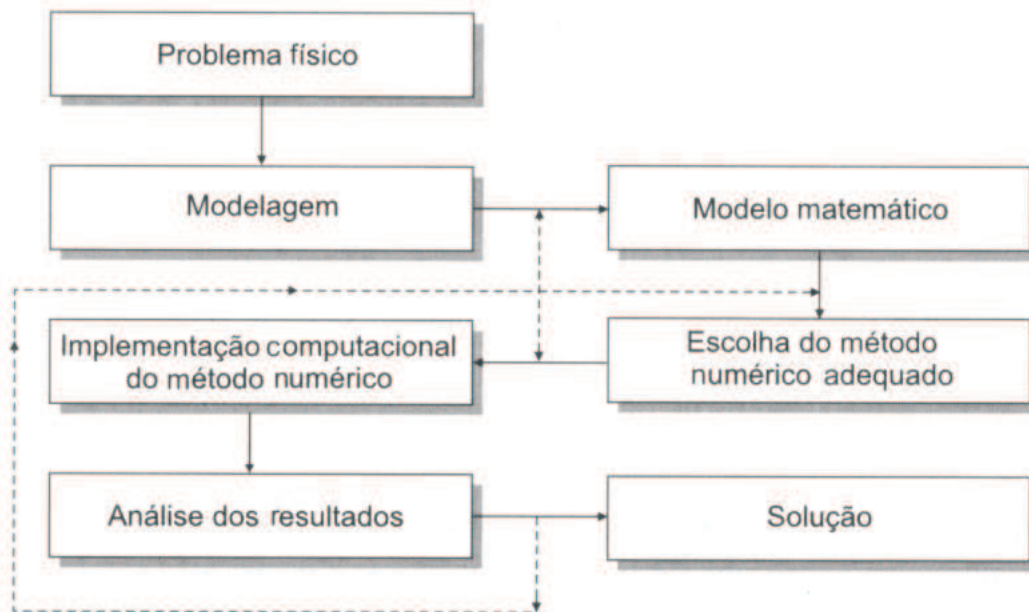 Problema físico
Modelagem
Modelo matemático
Implementação computacional
do método numérico
Escolha do método
numérico adequado
Análise dos resultados
Solução